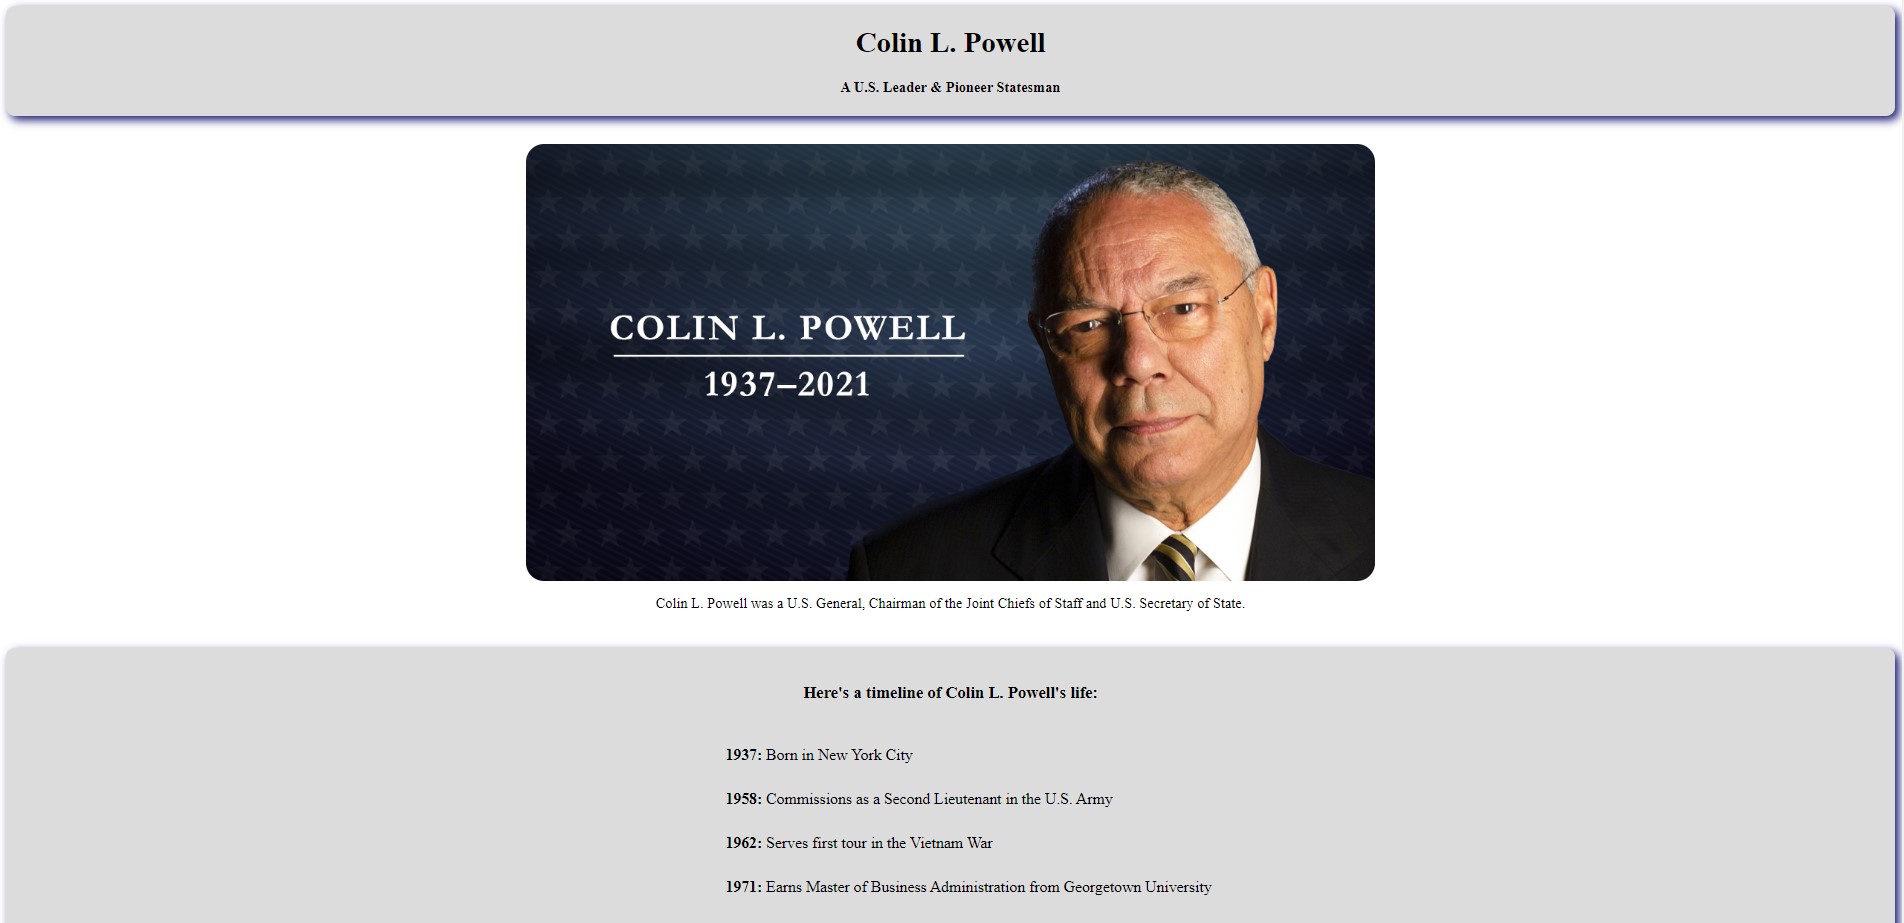 Colin L. Powell
A U.S. Leader & Pioneer Statesman
COLIN L. POWELL
1937–2021
Colin L. Powell was a U.S. General, Chairman of the Joint Chiefs of Staff and U.S. Secretary of State.
Here's a timeline of Colin L. Powell's life:
1937: Born in New York City
1958: Commissions as a Second Lieutenant in the U.S. Army
1962: Serves first tour in the Vietnam War
1971: Earns Master of Business Administration from Georgetown University